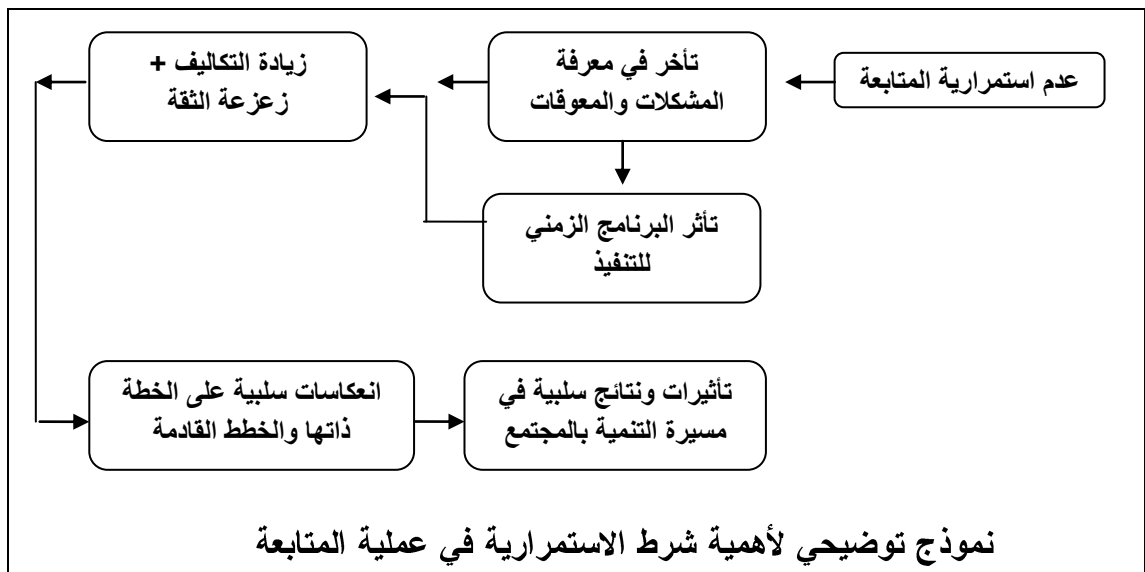 عدم استمرارية المتابعة
تأخر في معرفة
المشكلات والمعوقات
زيادة التكاليف +
زعزعة الثقة
تأثر البرنامج الزمني
للتنفيذ
انعكاسات سلبية على الخطة
ذاتها والخطط القادمة
تأثيرات ونتائج سلبية في
مسيرة التنمية بالمجتمع
نموذج توضيحي لأهمية شرط الاستمرارية في عملية المتابعة